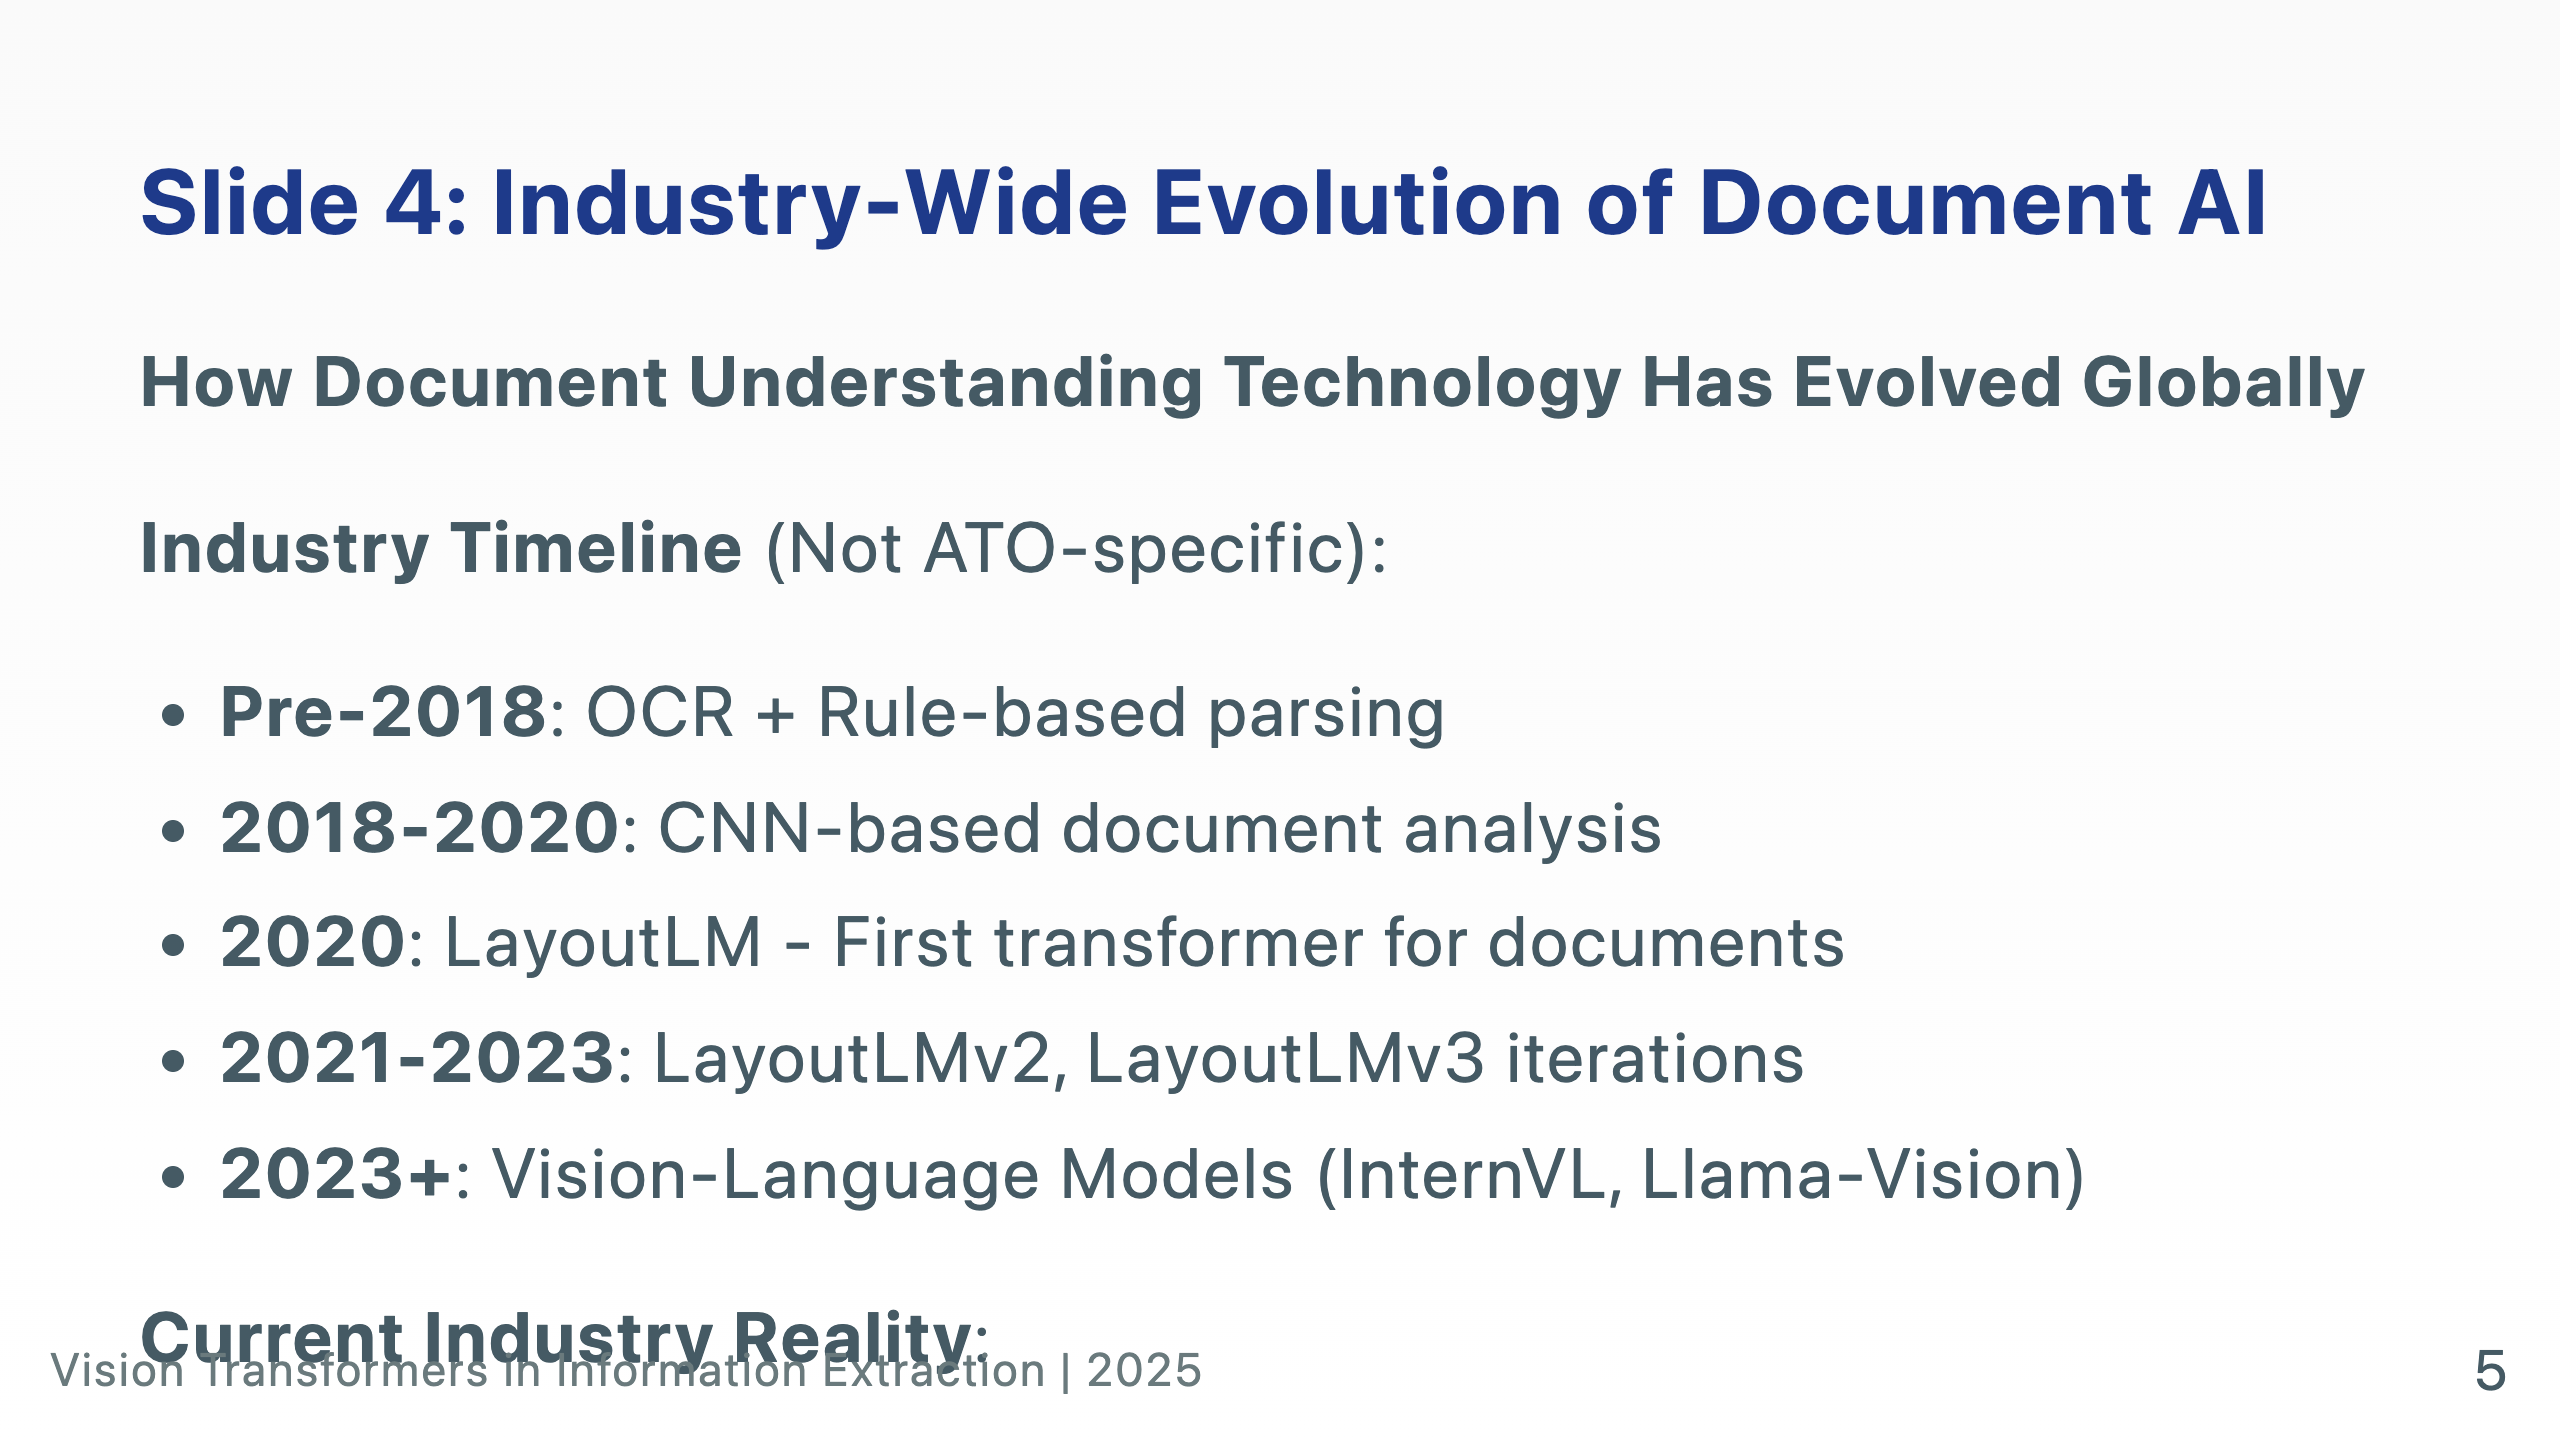 Slide 4: Industry-Wide Evolution of Document AI
How Document Understanding Technology Has Evolved Globally
Industry Timeline (Not ATO-specific):
• Pre-2018: OCR + Rule-based parsing
• 2018-2020: CNN-based document analysis
• 2020: LayoutLM - First transformer for documents
• 2021-2023: LayoutLMv2, LayoutLMv3 iterations
• 2023+: Vision-Language Models (InternVL, Llama-Vision)
Current Industry Reality:
Vision Transformers in Information Extraction | 2025
5